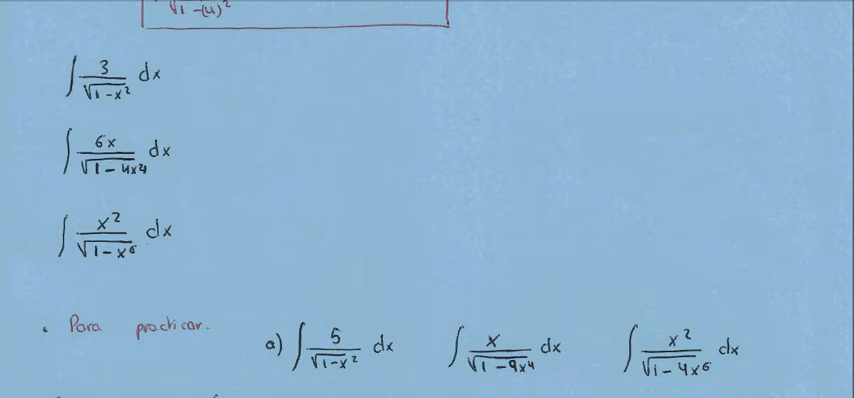 √1-(u)²
∫ 3/√1-x² dx
∫ 6x/√1-4x⁴ dx
∫ x²/√1-x⁶ dx
• Para practicar. a) ∫ 5/√1-x² dx ∫ x/√1-9x⁴ dx ∫ x²/√1-4x⁶ dx